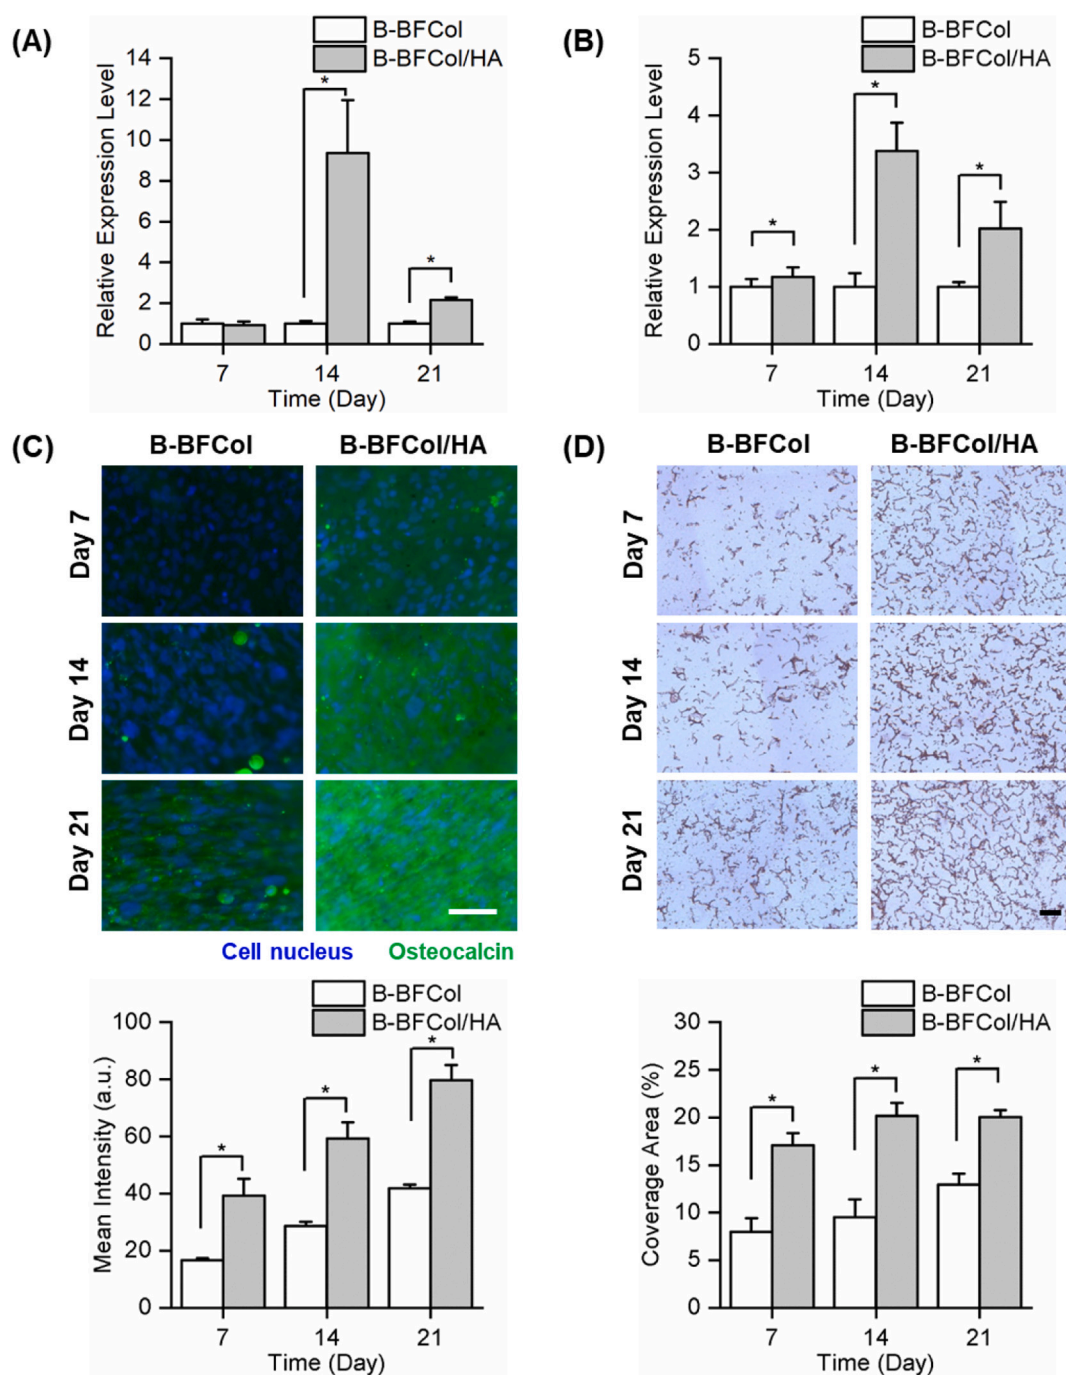 (A)
B-BFCol
B-BFCol/HA
Relative Expression Level
14
12
10
8
6
4
2
0
*
*
7
14
21
Time (Day)
(B)
B-BFCol
B-BFCol/HA
Relative Expression Level
5
4
3
2
1
0
*
*
*
7
14
21
Time (Day)
(C)
B-BFCol
B-BFCol/HA
Day 7
Day 14
Day 21
Cell nucleus
Osteocalcin
B-BFCol
B-BFCol/HA
Mean Intensity (a.u.)
100
80
60
40
20
0
*
*
*
7
14
21
Time (Day)
(D)
B-BFCol
B-BFCol/HA
Day 7
Day 14
Day 21
B-BFCol
B-BFCol/HA
Coverage Area (%)
30
25
20
15
10
5
0
*
*
*
7
14
21
Time (Day)